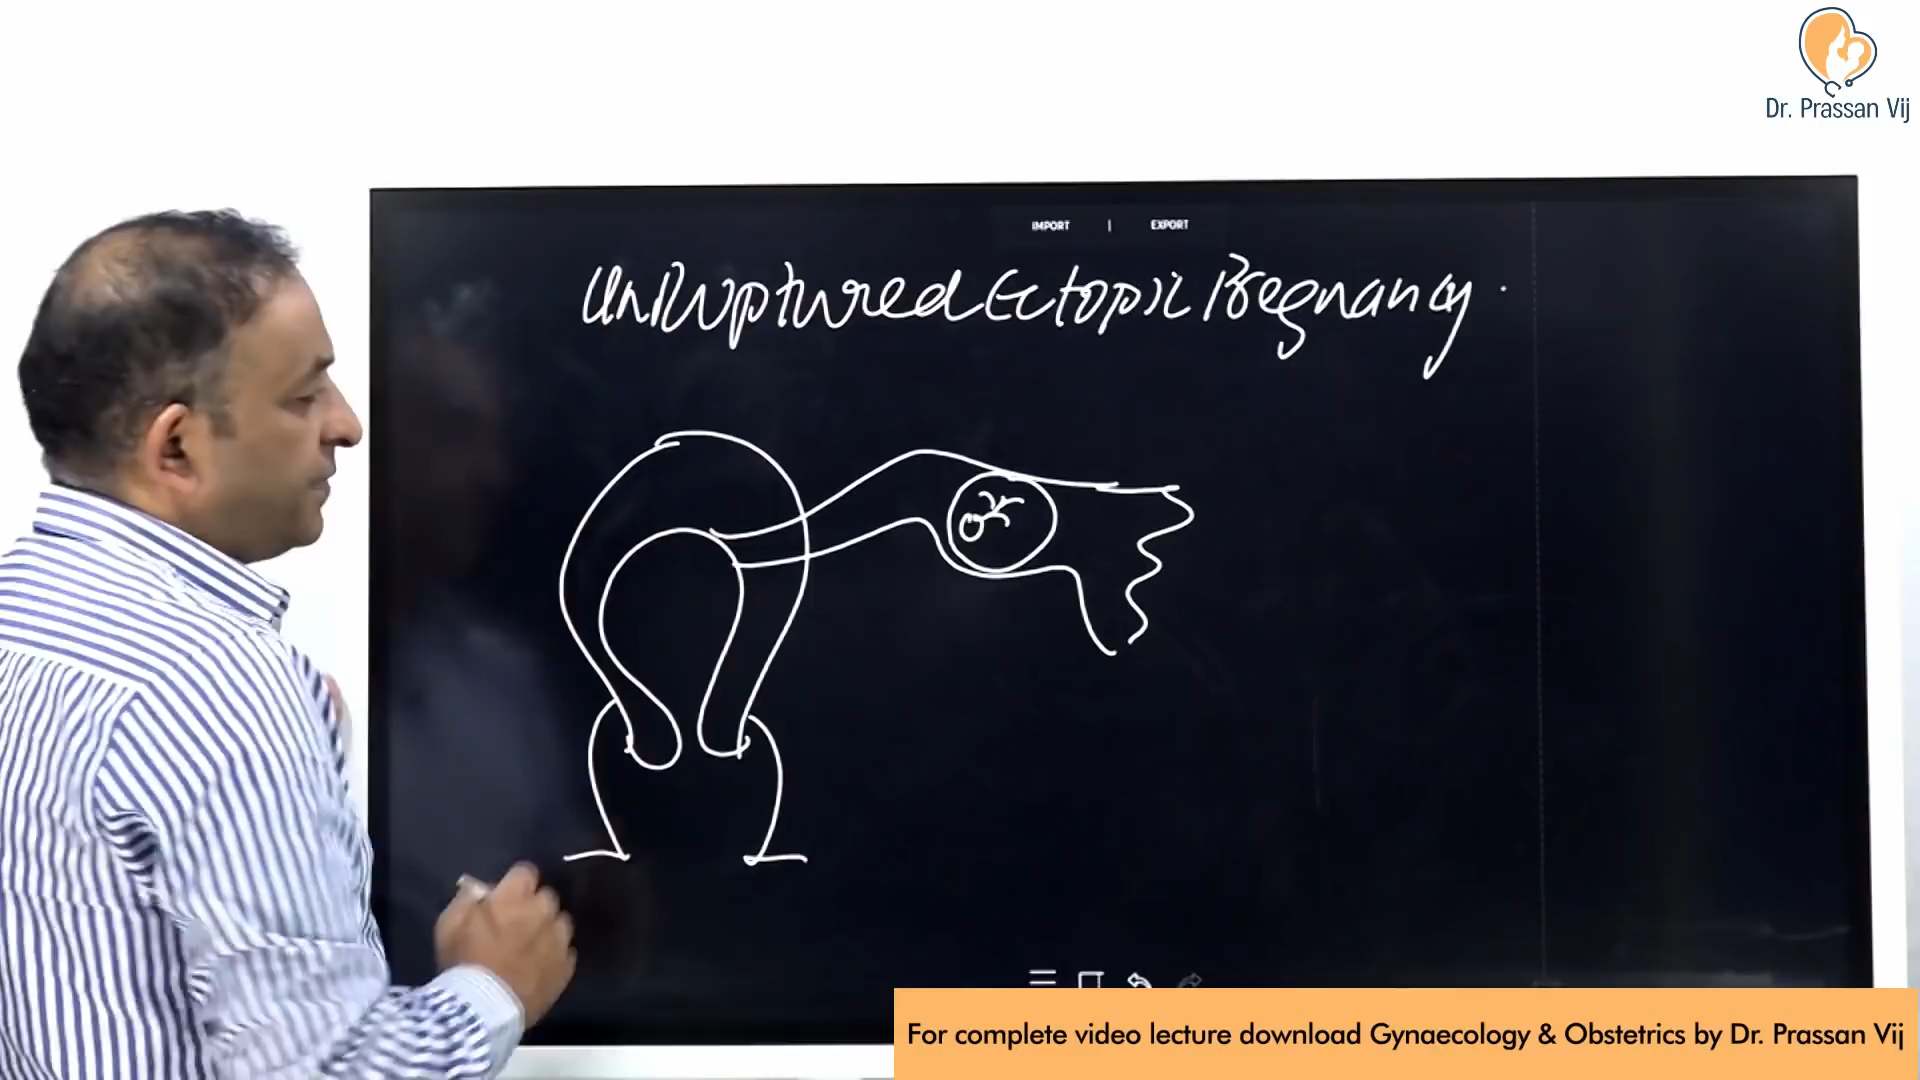 Dr. Prassan Vij
IMPORT | EXPORT
UnRuptured Ectopic Pregnancy.
For complete video lecture download Gynaecology & Obstetrics by Dr. Prassan Vij